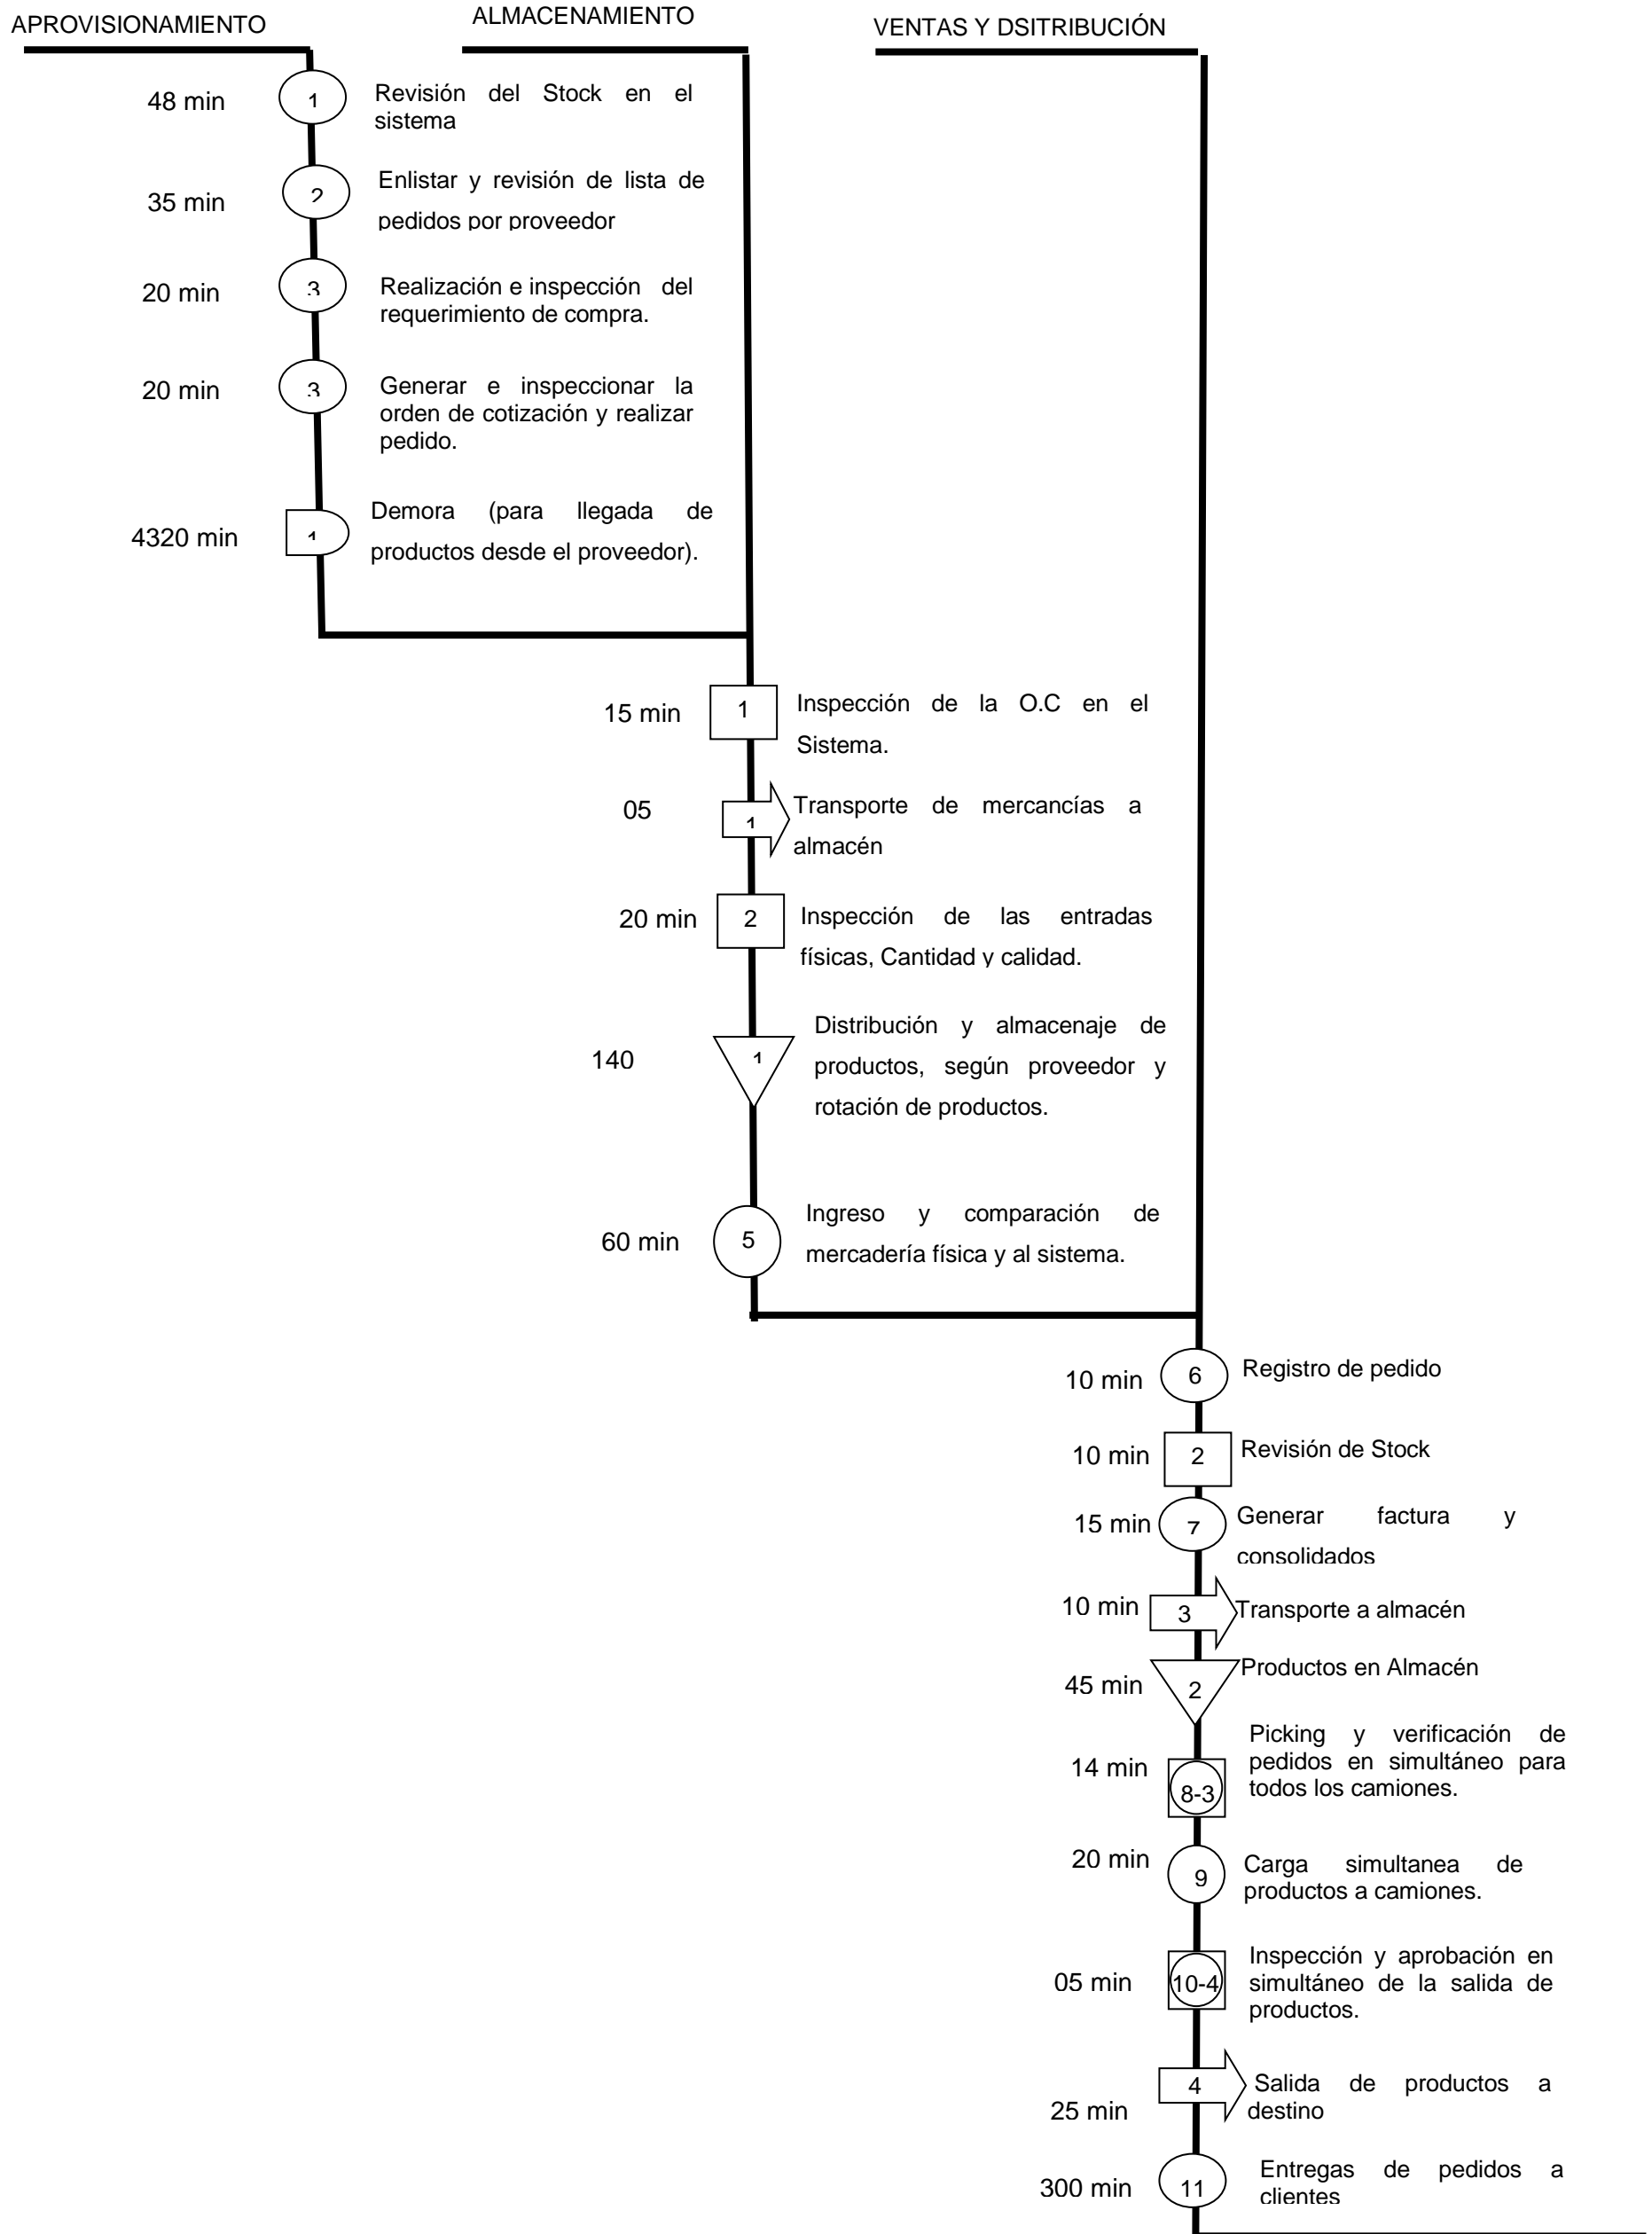 APROVISIONAMIENTO
ALMACENAMIENTO
VENTAS Y DSITRIBUCIÓN
48 min
1
Revisión del Stock en el
sistema
35 min
2
Enlistar y revisión de lista de
pedidos por proveedor
20 min
3
Realización e inspección del
requerimiento de compra.
20 min
3
Generar e inspeccionar la
orden de cotización y realizar
pedido.
4320 min
1
Demora (para llegada de
productos desde el proveedor).
15 min
1
Inspección de la O.C en el
Sistema.
05
1
Transporte de mercancías a
almacén
20 min
2
Inspección de las entradas
físicas, Cantidad y calidad.
140
1
Distribución y almacenaje de
productos, según proveedor y
rotación de productos.
60 min
5
Ingreso y comparación de
mercadería física y al sistema.
10 min
6
Registro de pedido
10 min
2
Revisión de Stock
15 min
7
Generar factura y
consolidados
10 min
3
Transporte a almacén
45 min
2
Productos en Almacén
14 min
8-3
Picking y verificación de
pedidos en simultáneo para
todos los camiones.
20 min
9
Carga simultanea de
productos a camiones.
05 min
10-4
Inspección y aprobación en
simultáneo de la salida de
productos.
25 min
4
Salida de productos a
destino
300 min
11
Entregas de pedidos a
clientes